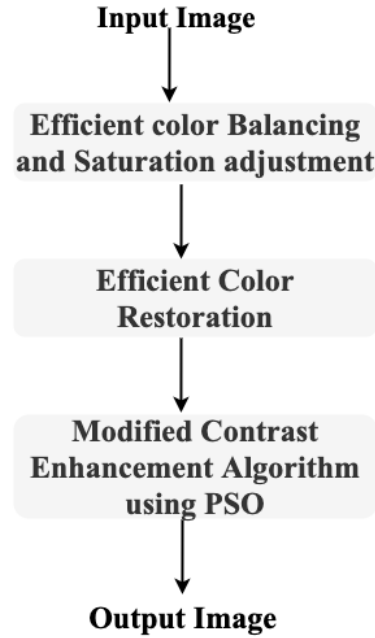 Input Image
Efficient color Balancing
and Saturation adjustment
Efficient Color
Restoration
Modified Contrast
Enhancement Algorithm
using PSO
Output Image